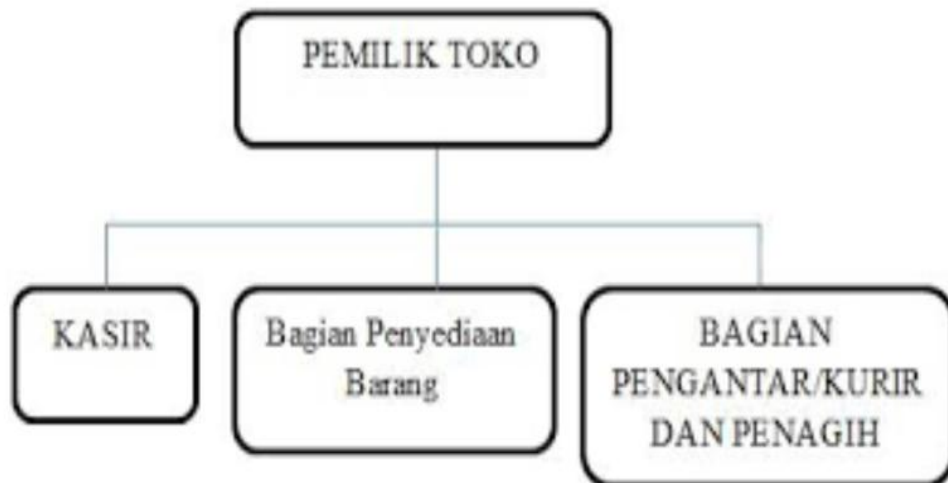 PEMILIK TOKO
KASIR
Bagian Penyediaan
Barang
BAGIAN
PENGANTAR/KURIR
DAN PENAGIH